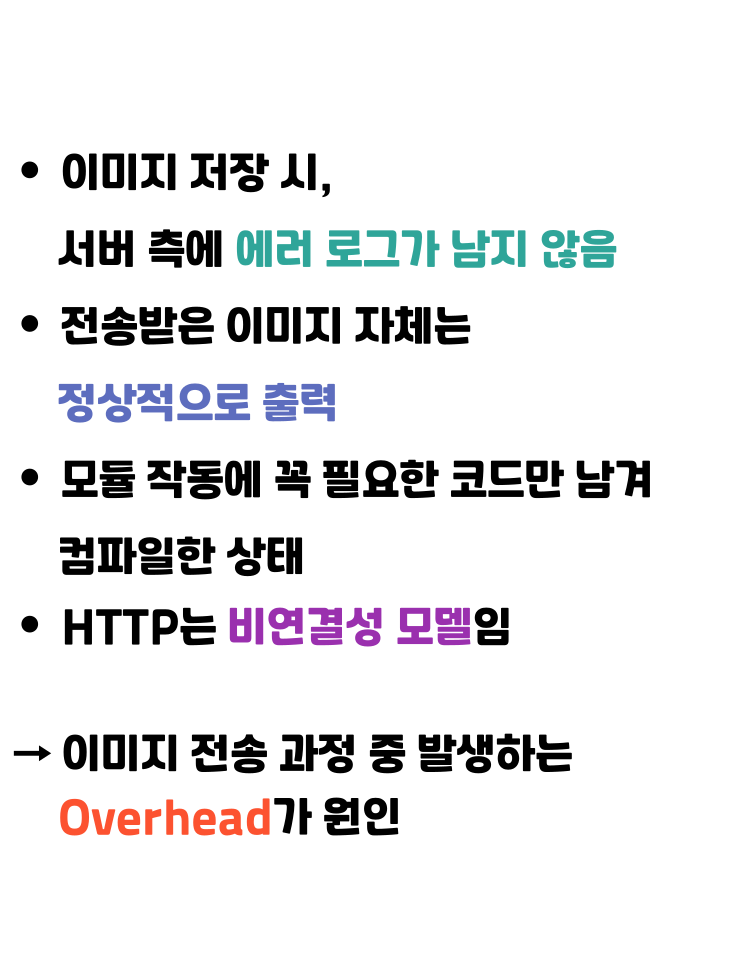 • 이미지 저장 시,
서버 측에 에러 로그가 남지 않음
• 전송받은 이미지 자체는
정상적으로 출력
• 모듈 작동에 꼭 필요한 코드만 남겨
컴파일한 상태
• HTTP는 비연결성 모델임
→ 이미지 전송 과정 중 발생하는
Overhead가 원인